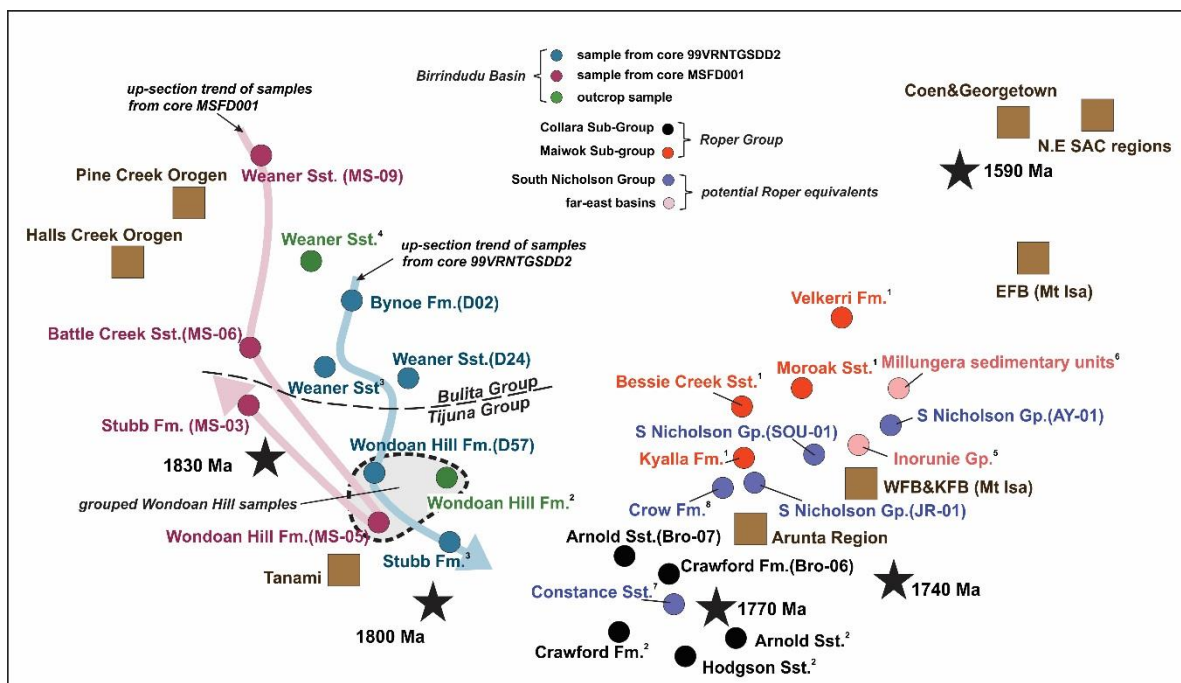 sample from core 99VRNTGSDD2
Birrindudu Basin
sample from core MSFD001
outcrop sample
Collara Sub-Group
Roper Group
Maiwok Sub-group
South Nicholson Group
potential Roper equivalents
far-east basins
up-section trend of samples
from core MSFD001
Weaner Sst. (MS-09)
Pine Creek Orogen
Halls Creek Orogen
Weaner Sst.⁴
up-section trend of samples
from core 99VRNTGSDD2
Bynoe Fm.(D02)
Battle Creek Sst.(MS-06)
Weaner Sst.(D24)
Weaner Sst³
Bulita Group
Tijuna Group
Stubb Fm. (MS-03)
1830 Ma
Wondoan Hill Fm.(D57)
grouped Wondoan Hill samples
Wondoan Hill Fm.²
Wondoan Hill Fm.(MS-05)
Stubb Fm.³
Tanami
1800 Ma
Coen&Georgetown
N.E SAC regions
1590 Ma
EFB (Mt Isa)
Velkerri Fm.¹
Moroak Sst.¹
Millungera sedimentary units⁶
Bessie Creek Sst.¹
S Nicholson Gp.(AY-01)
S Nicholson Gp.(SOU-01)
Kyalla Fm.¹
Inorunie Gp.⁵
WFB&KFB (Mt Isa)
Crow Fm.⁸
S Nicholson Gp.(JR-01)
Arnold Sst.(Bro-07)
Arunta Region
Crawford Fm.(Bro-06)
Constance Sst.⁷
1770 Ma
1740 Ma
Crawford Fm.²
Arnold Sst.²
Hodgson Sst.²